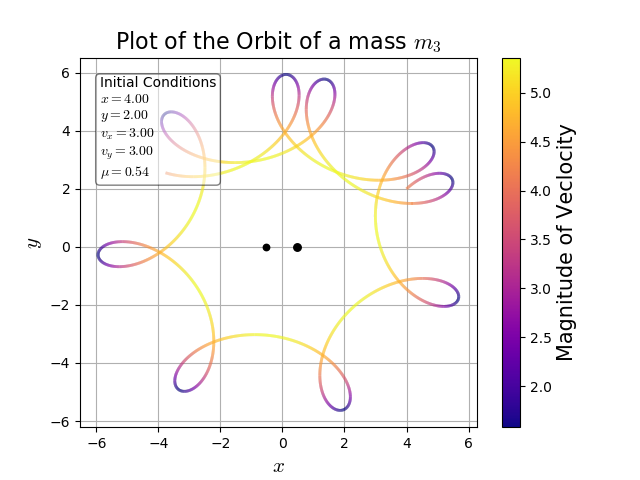 Plot of the Orbit of a mass m₃
Initial Conditions
x = 4.00
y = 2.00
vₓ = 3.00
v_y = 3.00
μ = 0.54
6
4
2
0
−2
−4
−6
y
−6 −4 −2 0 2 4 6
x
5.0
4.5
4.0
3.5
3.0
2.5
2.0
Magnitude of Veclocity